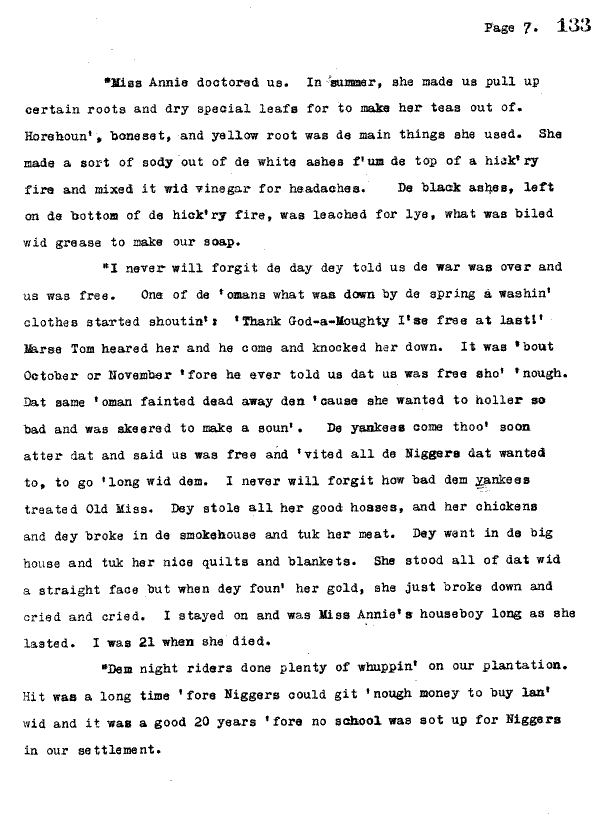 Page 7. 133
"Miss Annie doctored us. In summer, she made us pull up
certain roots and dry special leafs for to make her teas out of.
Horehoun', boneset, and yellow root was de main things she used. She
made a sort of sody out of de white ashes f'um de top of a hick'ry
fire and mixed it wid vinegar for headaches. De black ashes, left
on de bottom of de hick'ry fire, was leached for lye, what was biled
wid grease to make our soap.
"I never will forgit de day dey told us de war was over and
us was free. One of de 'omans what was down by de spring a washin'
clothes started shoutin': 'Thank God-a-Moughty I'se free at last!'
Marse Tom heared her and he come and knocked her down. It was 'bout
October or November 'fore he ever told us dat us was free sho' 'nough.
Dat same 'oman fainted dead away den 'cause she wanted to holler so
bad and was skeered to make a soun'. De yankees come thoo' soon
atter dat and said us was free and 'vited all de Niggers dat wanted
to, to go 'long wid dem. I never will forgit how bad dem yankees
treated Old Miss. Dey stole all her good hosses, and her chickens
and dey broke in de smokehouse and tuk her meat. Dey went in de big
house and tuk her nice quilts and blankets. She stood all of dat wid
a straight face but when dey foun' her gold, she just broke down and
cried and cried. I stayed on and was Miss Annie's houseboy long as she
lasted. I was 21 when she died.
"Dem night riders done plenty of whuppin' on our plantation.
Hit was a long time 'fore Niggers could git 'nough money to buy lan'
wid and it was a good 20 years 'fore no school was sot up for Niggers
in our settlement.